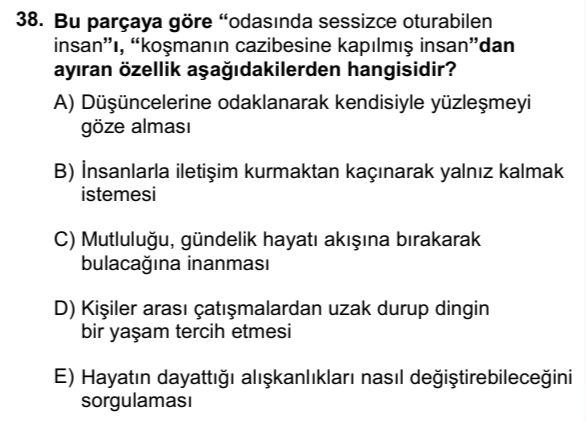 38. Bu parçaya göre “odasında sessizce oturabilen
insan”ı, “koşmanın cazibesine kapılmış insan”dan
ayıran özellik aşağıdakilerden hangisidir?
A) Düşüncelerine odaklanarak kendisiyle yüzleşmeyi
göze alması
B) İnsanlarla iletişim kurmaktan kaçınarak yalnız kalmak
istemesi
C) Mutluluğu, gündelik hayatı akışına bırakarak
bulacağına inanması
D) Kişiler arası çatışmalardan uzak durup dingin
bir yaşam tercih etmesi
E) Hayatın dayattığı alışkanlıkları nasıl değiştirebileceğini
sorgulaması